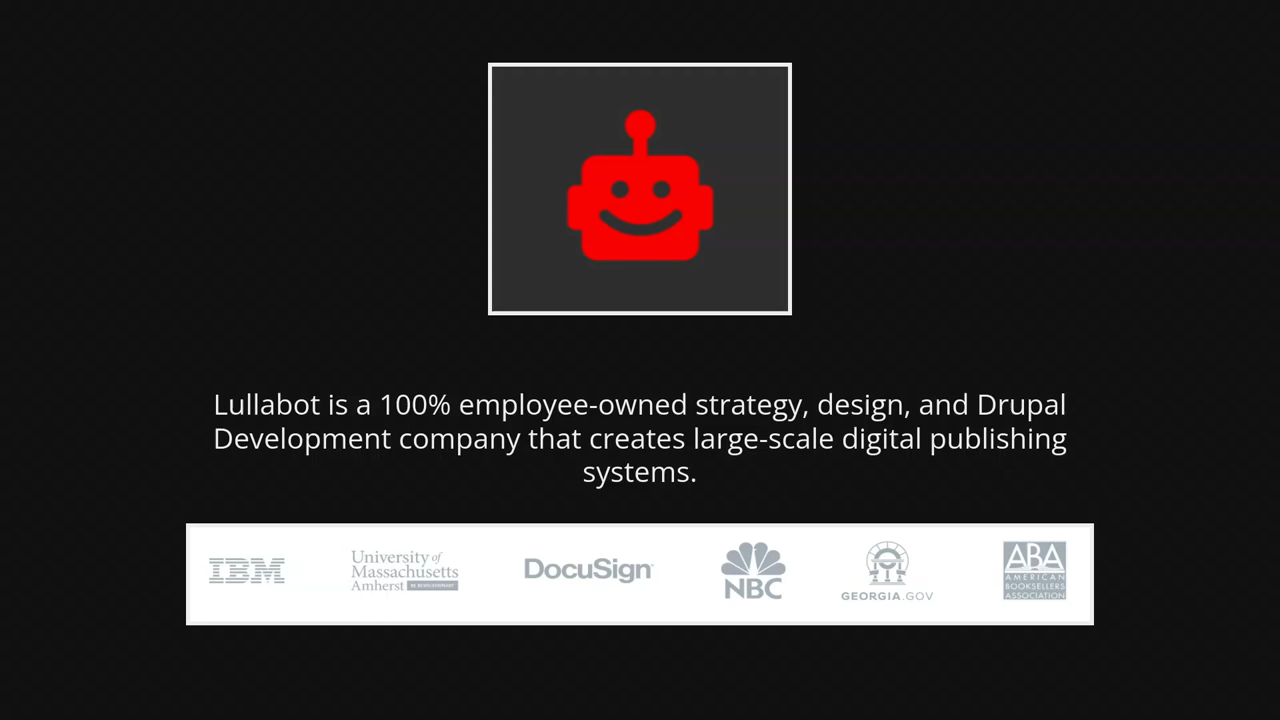 Lullabot is a 100% employee-owned strategy, design, and Drupal
Development company that creates large-scale digital publishing
systems.
IBM
University of
Massachusetts
Amherst
DocuSign
NBC
GEORGIA.GOV
ABA
AMERICAN
BOOKSELLERS
ASSOCIATION